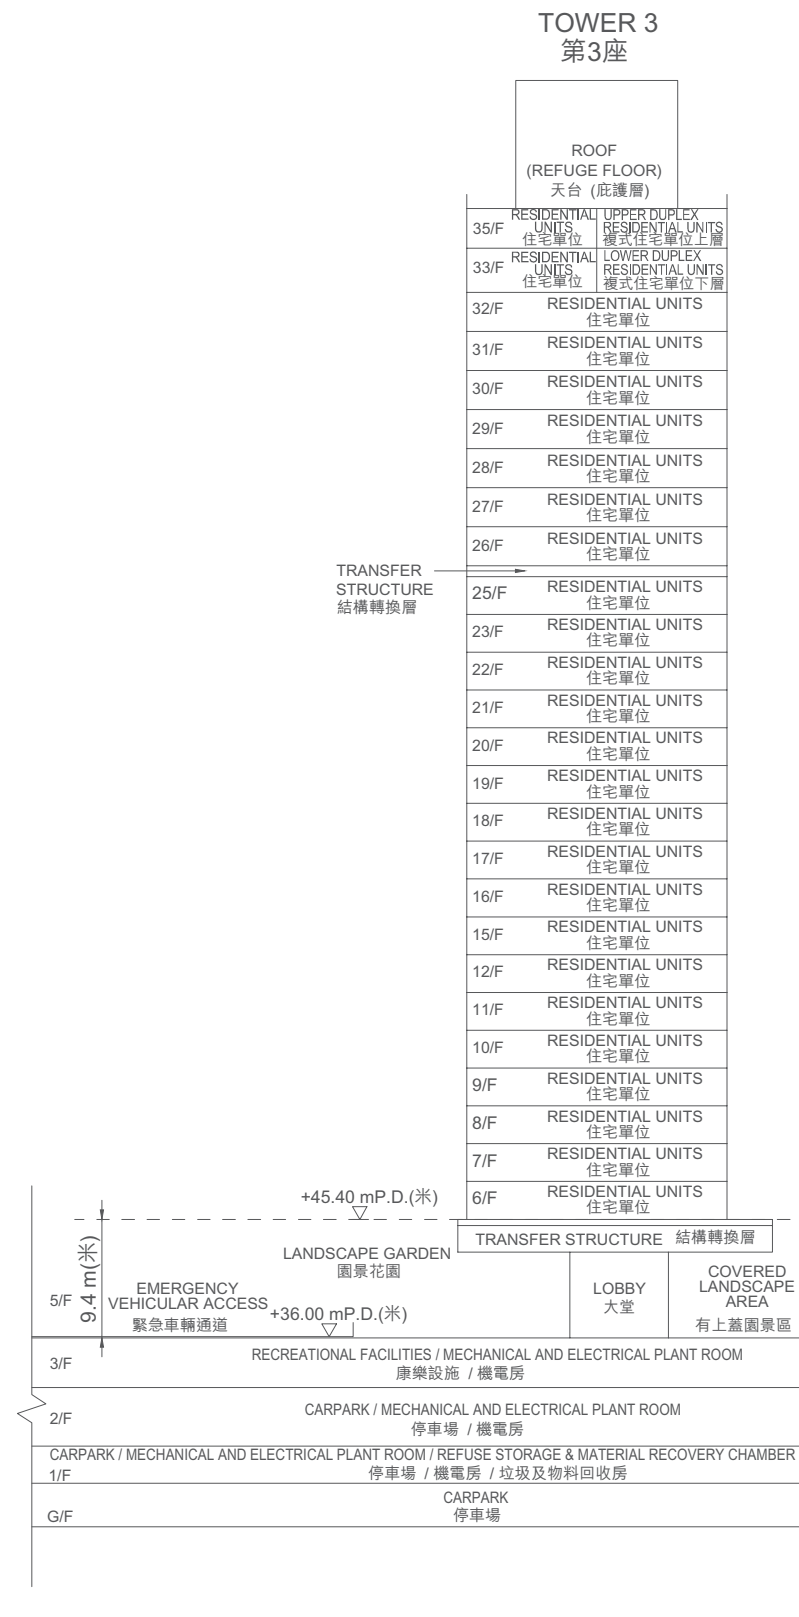 TOWER 3
第3座
ROOF
(REFUGE FLOOR)
天台 (庇護層)
35/F
RESIDENTIAL
UNITS
住宅單位
UPPER DUPLEX
RESIDENTIAL UNITS
複式住宅單位上層
33/F
RESIDENTIAL
UNITS
住宅單位
LOWER DUPLEX
RESIDENTIAL UNITS
複式住宅單位下層
32/F RESIDENTIAL UNITS
住宅單位
31/F RESIDENTIAL UNITS
住宅單位
30/F RESIDENTIAL UNITS
住宅單位
29/F RESIDENTIAL UNITS
住宅單位
28/F RESIDENTIAL UNITS
住宅單位
27/F RESIDENTIAL UNITS
住宅單位
26/F RESIDENTIAL UNITS
住宅單位
TRANSFER
STRUCTURE
結構轉換層
25/F RESIDENTIAL UNITS
住宅單位
23/F RESIDENTIAL UNITS
住宅單位
22/F RESIDENTIAL UNITS
住宅單位
21/F RESIDENTIAL UNITS
住宅單位
20/F RESIDENTIAL UNITS
住宅單位
19/F RESIDENTIAL UNITS
住宅單位
18/F RESIDENTIAL UNITS
住宅單位
17/F RESIDENTIAL UNITS
住宅單位
16/F RESIDENTIAL UNITS
住宅單位
15/F RESIDENTIAL UNITS
住宅單位
12/F RESIDENTIAL UNITS
住宅單位
11/F RESIDENTIAL UNITS
住宅單位
10/F RESIDENTIAL UNITS
住宅單位
9/F RESIDENTIAL UNITS
住宅單位
8/F RESIDENTIAL UNITS
住宅單位
7/F RESIDENTIAL UNITS
住宅單位
6/F RESIDENTIAL UNITS
住宅單位
+45.40 mP.D.(米)
TRANSFER STRUCTURE 結構轉換層
9.4 m(米)
LANDSCAPE GARDEN
園景花園
5/F
EMERGENCY
VEHICULAR ACCESS
緊急車輛通道
+36.00 mP.D.(米)
LOBBY
大堂
COVERED
LANDSCAPE
AREA
有上蓋園景區
3/F
RECREATIONAL FACILITIES / MECHANICAL AND ELECTRICAL PLANT ROOM
康樂設施 / 機電房
2/F
CARPARK / MECHANICAL AND ELECTRICAL PLANT ROOM
停車場 / 機電房
CARPARK / MECHANICAL AND ELECTRICAL PLANT ROOM / REFUSE STORAGE & MATERIAL RECOVERY CHAMBER
1/F 停車場 / 機電房 / 垃圾及物料回收房
G/F
CARPARK
停車場